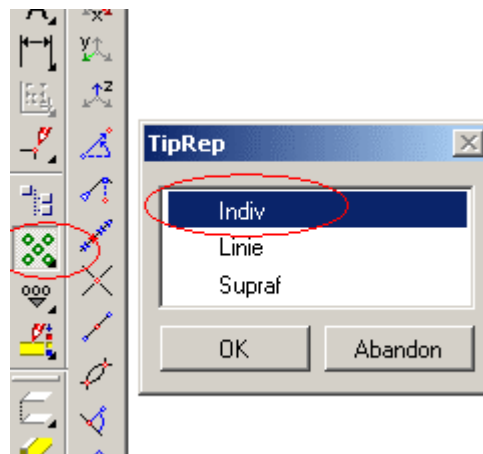 A
x
y
z
TipRep
Indiv
Linie
Supraf
OK Abandon